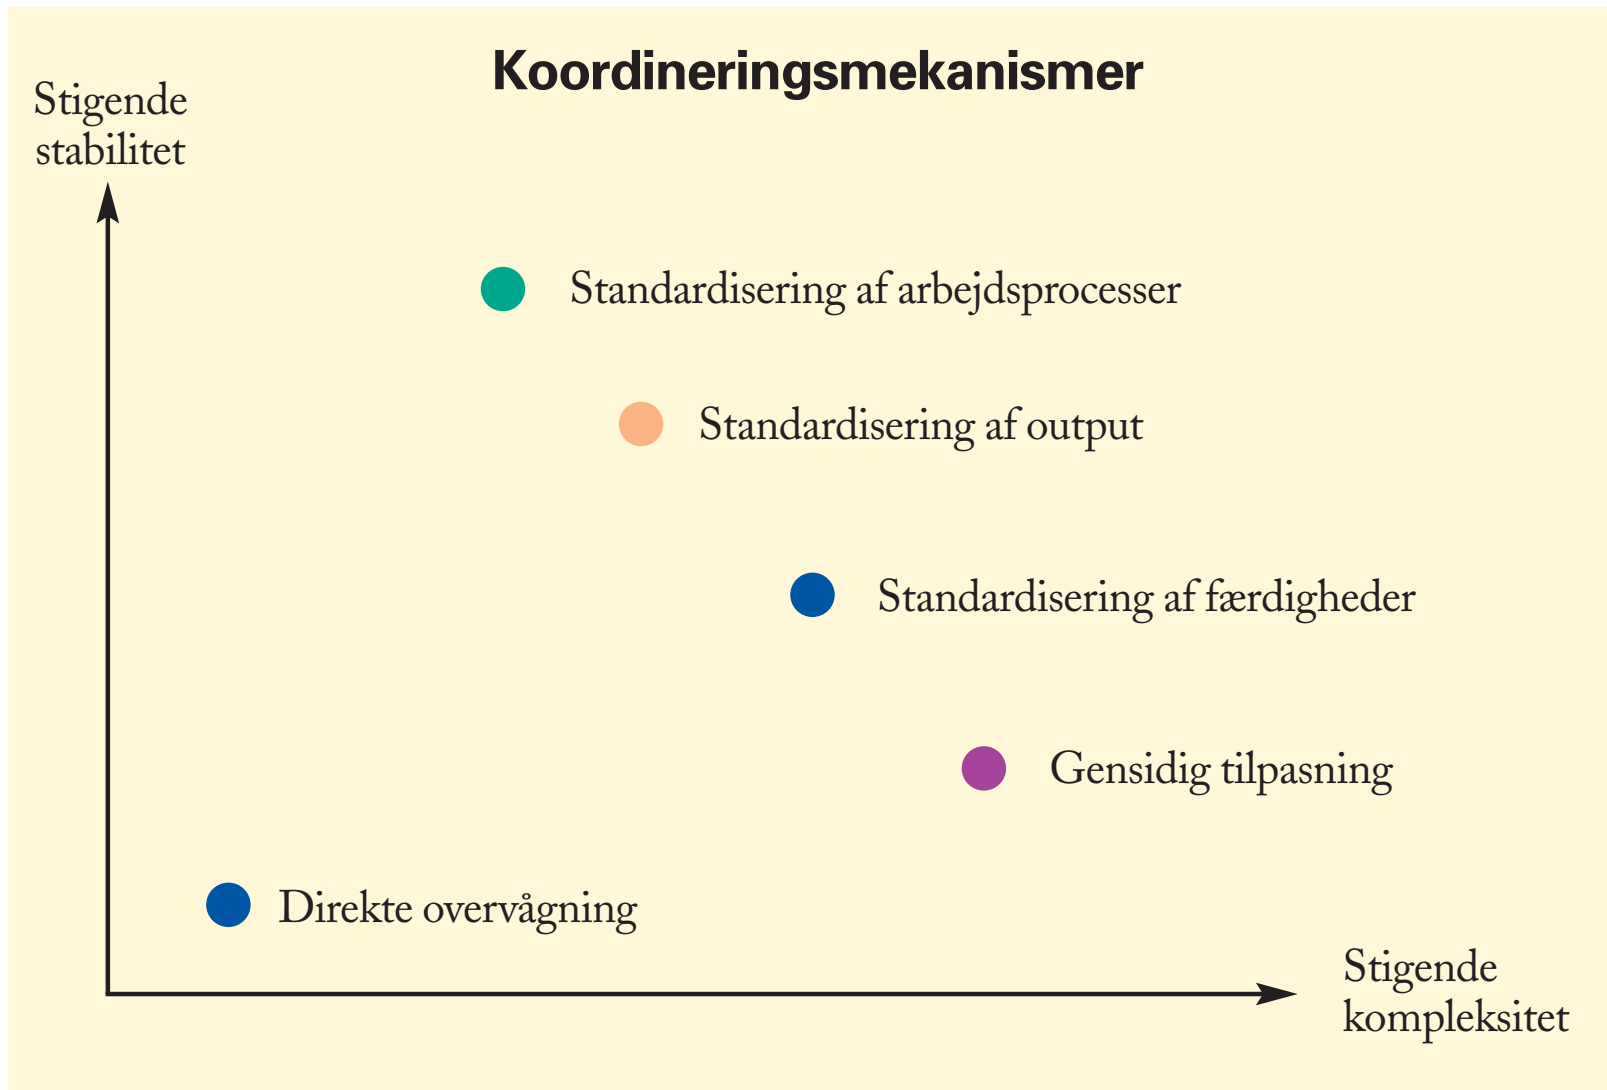 Koordineringsmekanismer
Stigende
stabilitet
Standardisering af arbejdsprocesser
Standardisering af output
Standardisering af færdigheder
Gensidig tilpasning
Direkte overvågning
Stigende
kompleksitet